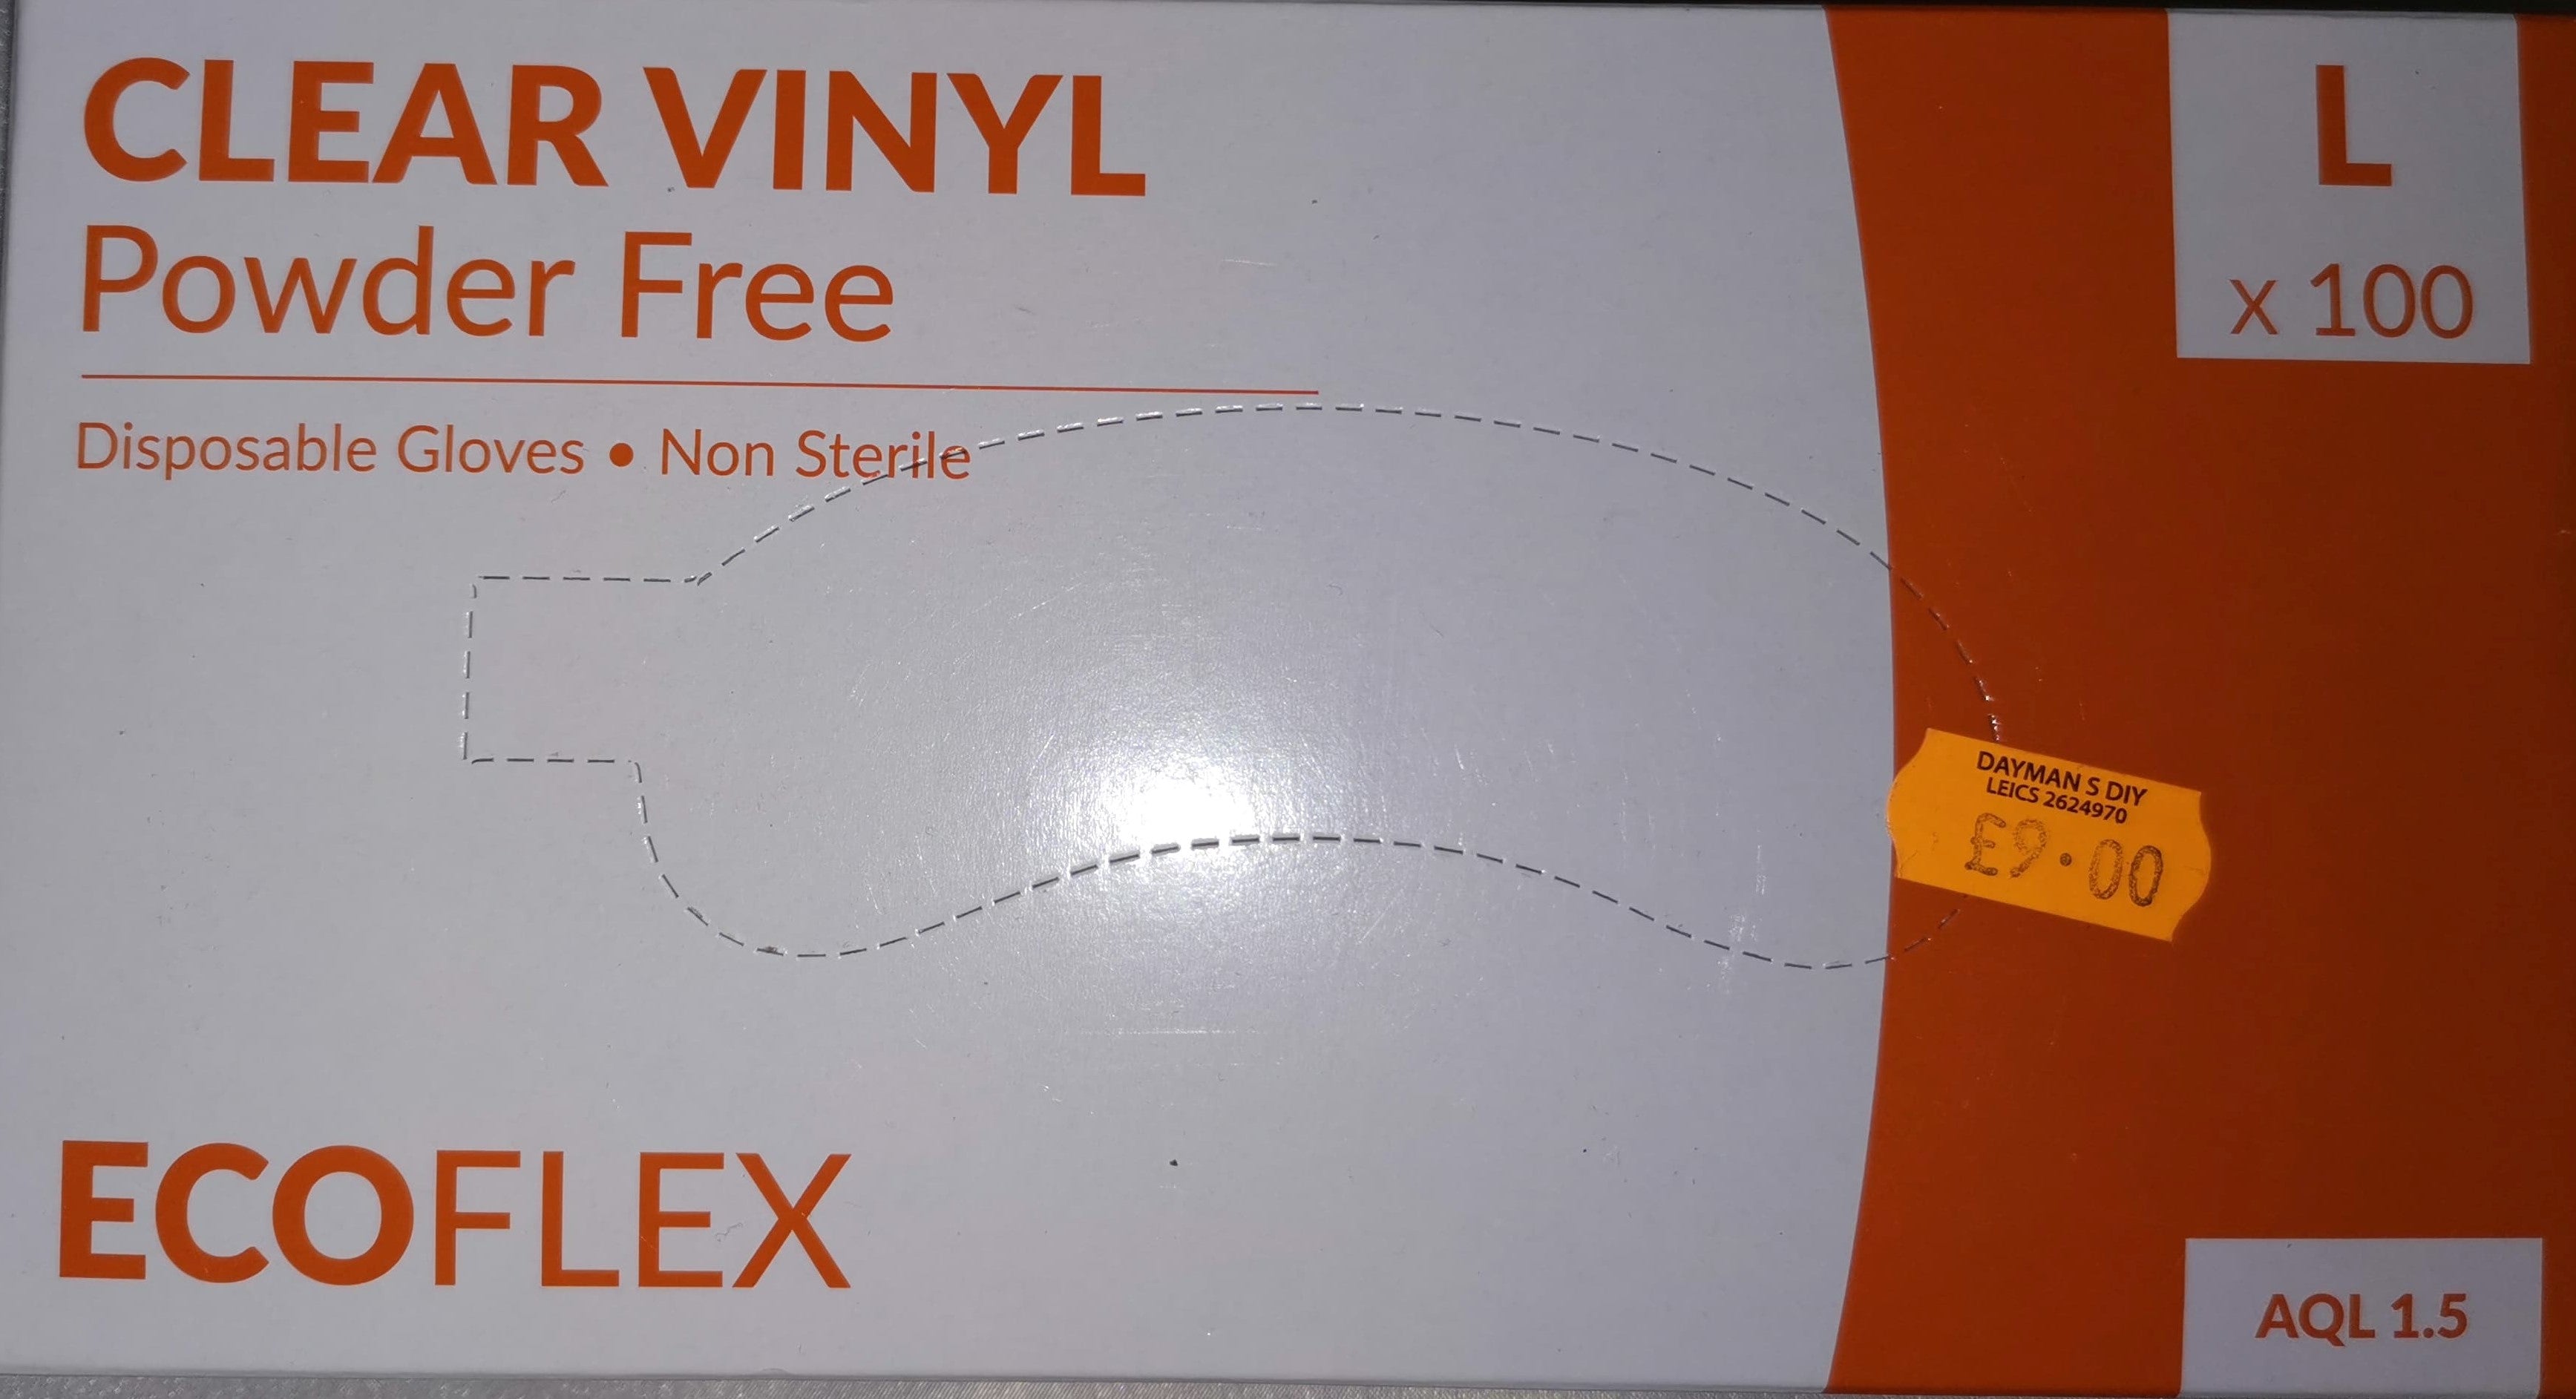 CLEAR VINYL
Powder Free
Disposable Gloves • Non Sterile
L
x 100
DAYMAN S DIY
LEICS 2624970
£9.00
ECOFLEX
AQL 1.5